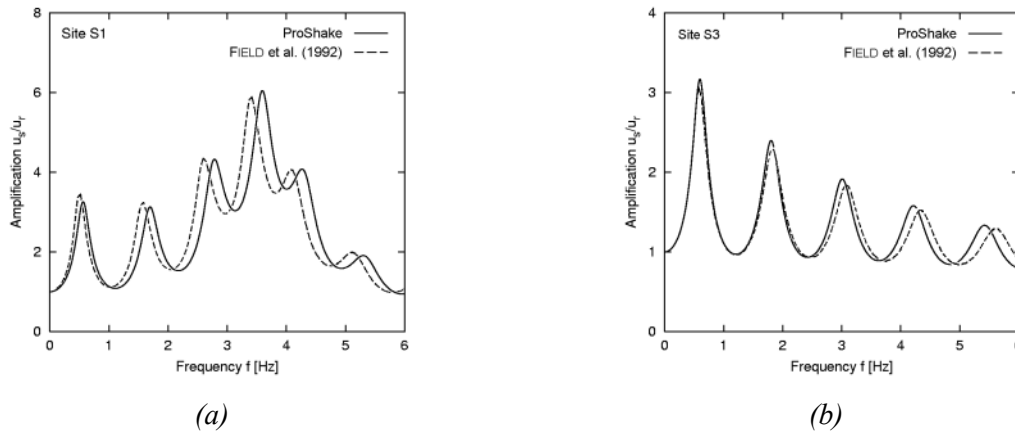 Site S1
ProShake
FIELD et al. (1992)
Amplification us/ur
8
6
4
2
0
0 1 2 3 4 5 6
Frequency f [Hz]
(a)
Site S3
ProShake
FIELD et al. (1992)
Amplification us/ur
4
3
2
1
0
0 1 2 3 4 5 6
Frequency f [Hz]
(b)